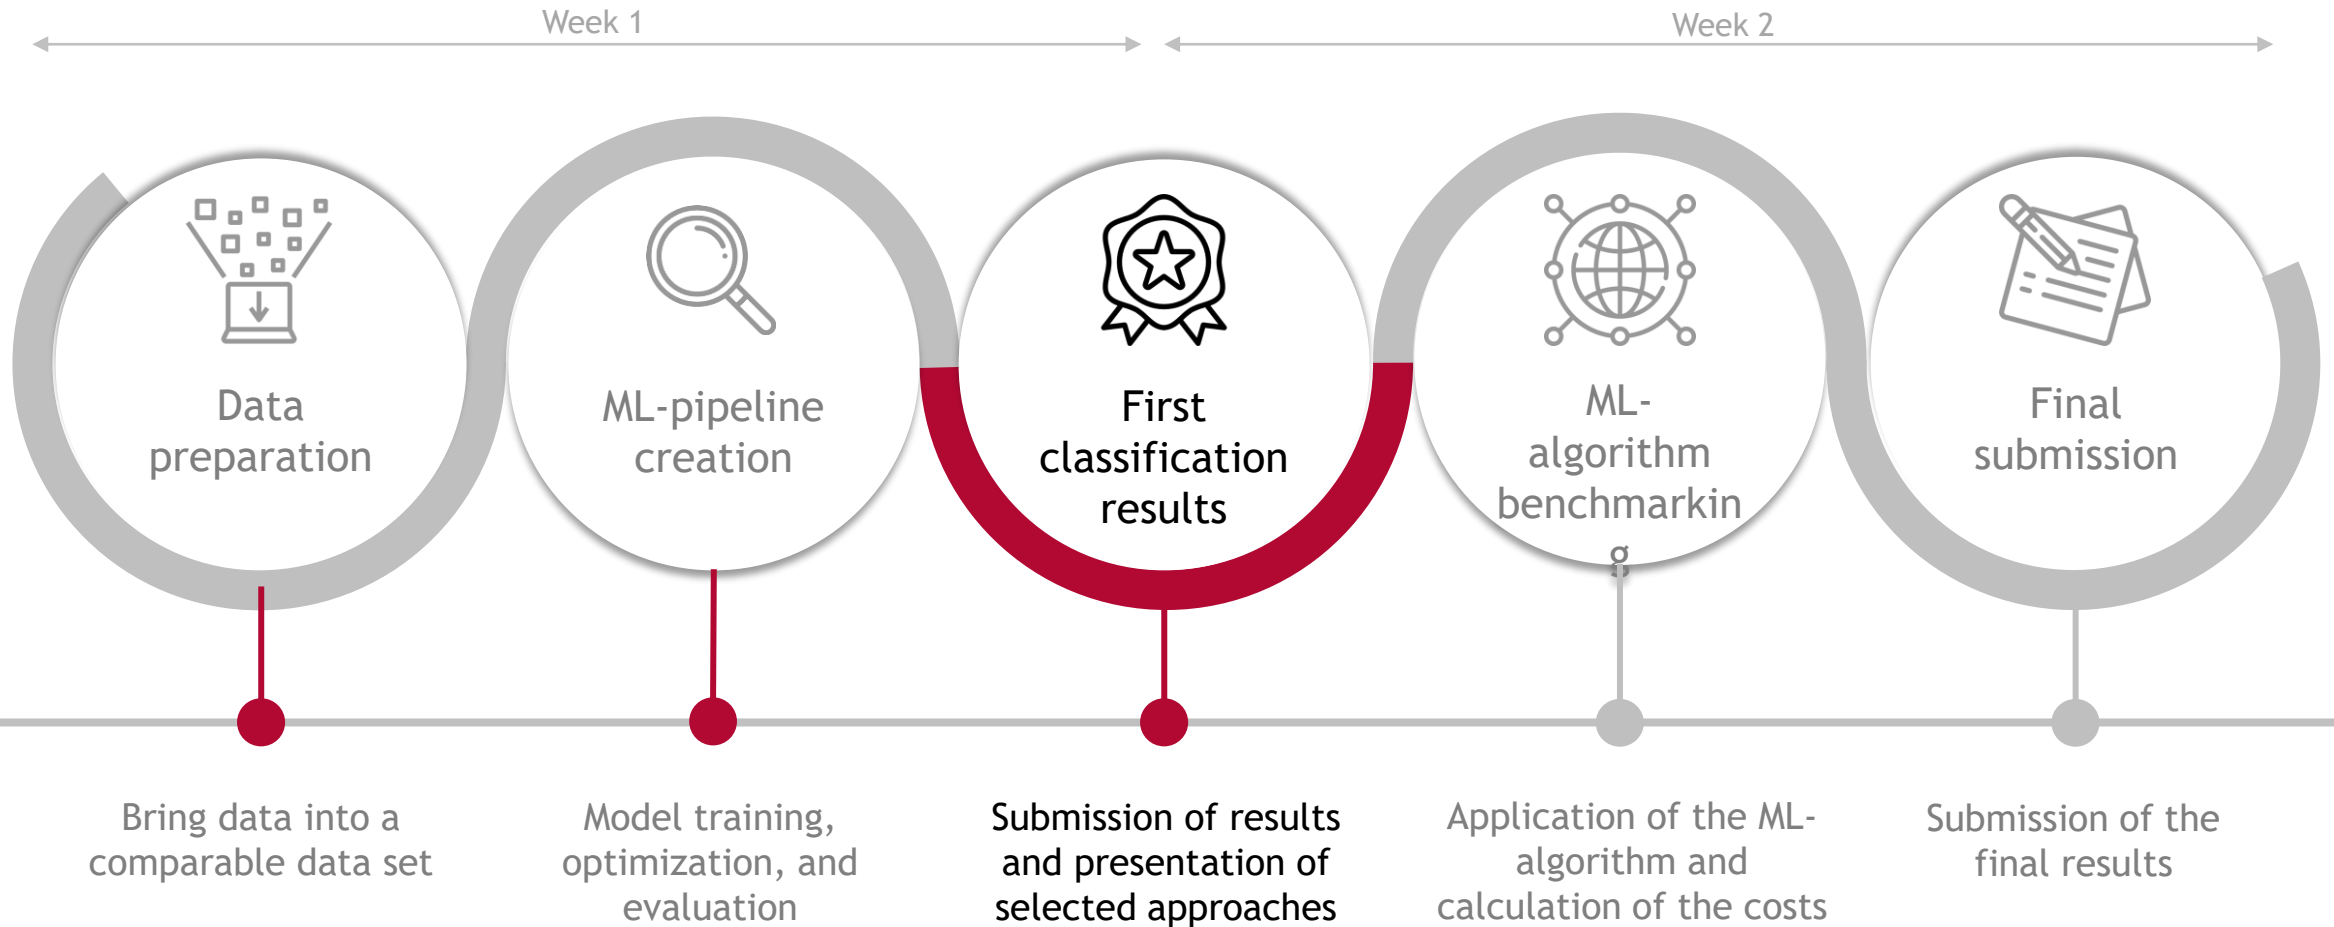 Week 1
Week 2
Data
preparation
ML-pipeline
creation
First
classification
results
ML-
algorithm
benchmarkin
g
Final
submission
Bring data into a
comparable data set
Model training,
optimization, and
evaluation
Submission of results
and presentation of
selected approaches
Application of the ML-
algorithm and
calculation of the costs
Submission of the
final results